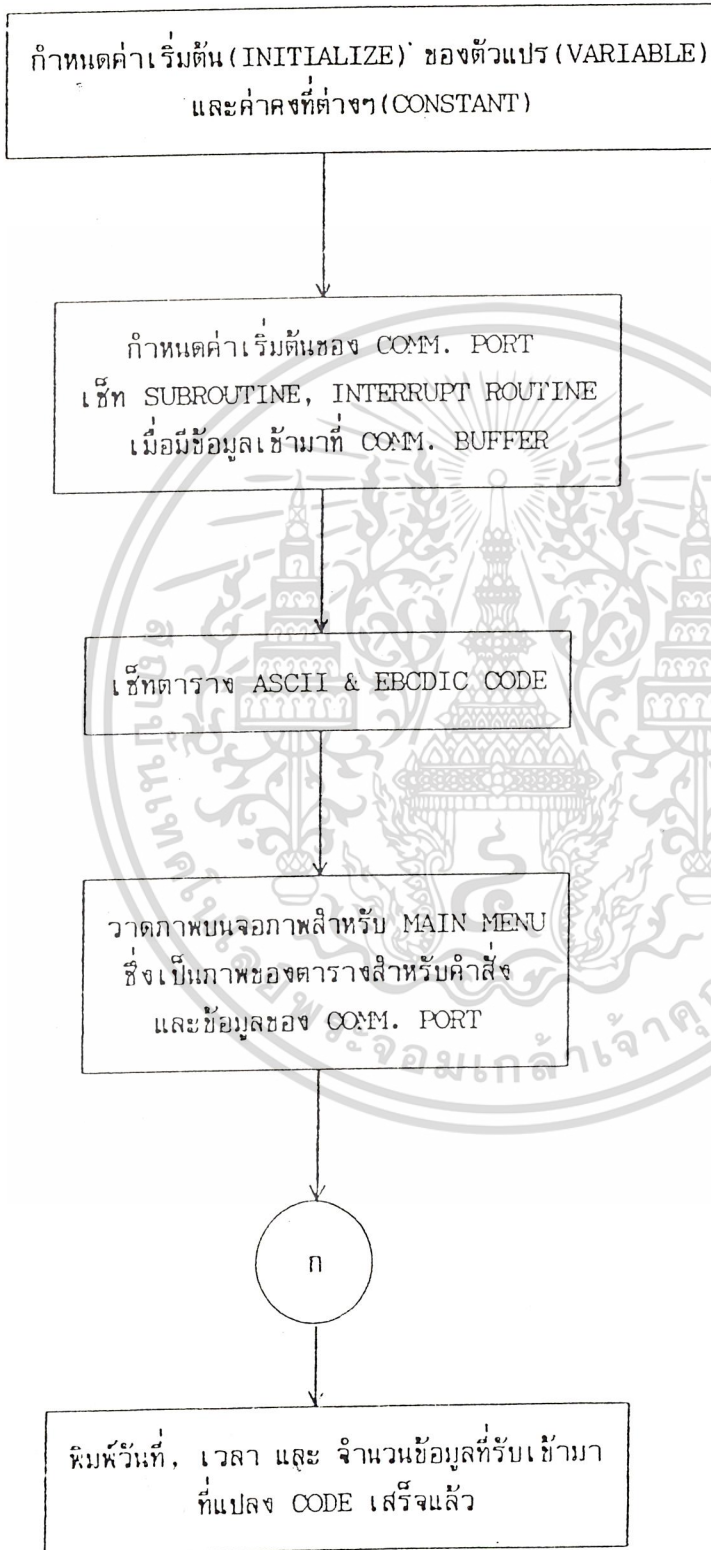 กำหนดค่าเริ่มต้น(INITIALIZE) ของตัวแปร(VARIABLE)
และค่าคงที่ต่างๆ(CONSTANT)
กำหนดค่าเริ่มต้นของ COMM. PORT
เซ็ท SUBROUTINE, INTERRUPT ROUTINE
เมื่อมีข้อมูลเข้ามาที่ COMM. BUFFER
เซ็ทตาราง ASCII & EBCDIC CODE
วาดภาพบนจอภาพสำหรับ MAIN MENU
ซึ่งเป็นภาพของตารางสำหรับคำสั่ง
และข้อมูลของ COMM. PORT
ก
พิมพ์วันที่, เวลา และ จำนวนข้อมูลที่รับเข้ามา
ที่แปลง CODE เสร็จแล้ว